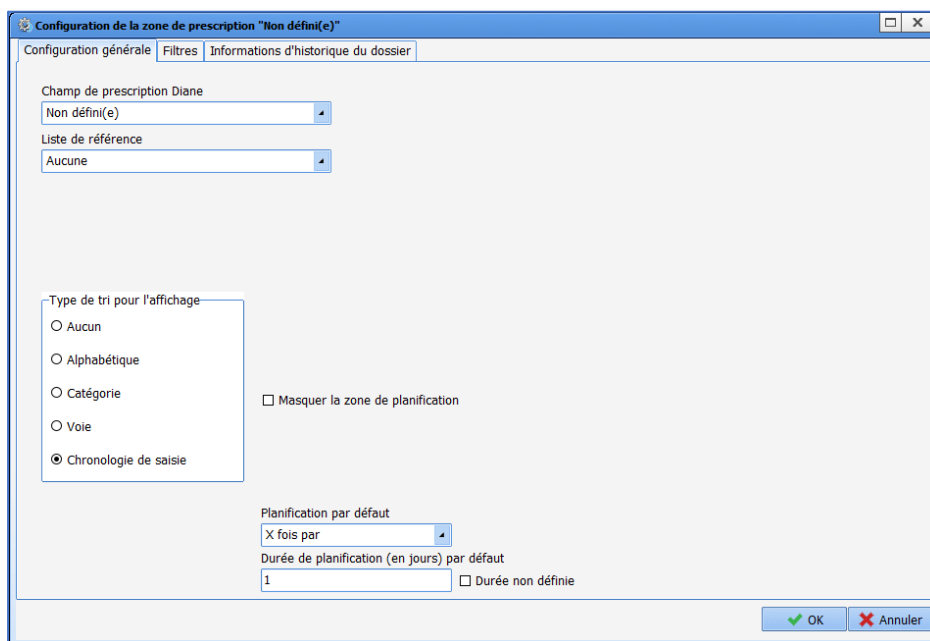 Configuration de la zone de prescription "Non défini(e)"
Configuration générale Filtres Informations d'historique du dossier
Champ de prescription Diane
Non défini(e)
Liste de référence
Aucune
Type de tri pour l'affichage
Aucun
Alphabétique
Catégorie
Masquer la zone de planification
Voie
Chronologie de saisie
Planification par défaut
X fois par
Durée de planification (en jours) par défaut
1 Durée non définie
OK Annuler